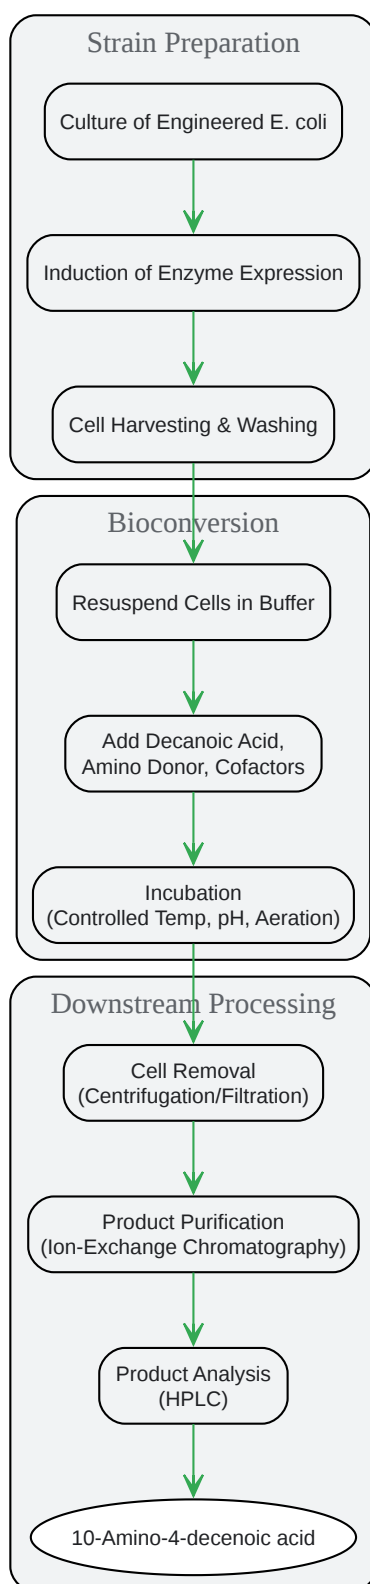 Strain Preparation
Culture of Engineered E. coli
Induction of Enzyme Expression
Cell Harvesting & Washing
Bioconversion
Resuspend Cells in Buffer
Add Decanoic Acid,
Amino Donor, Cofactors
Incubation
(Controlled Temp, pH, Aeration)
Downstream Processing
Cell Removal
(Centrifugation/Filtration)
Product Purification
(Ion-Exchange Chromatography)
Product Analysis
(HPLC)
10-Amino-4-decenoic acid